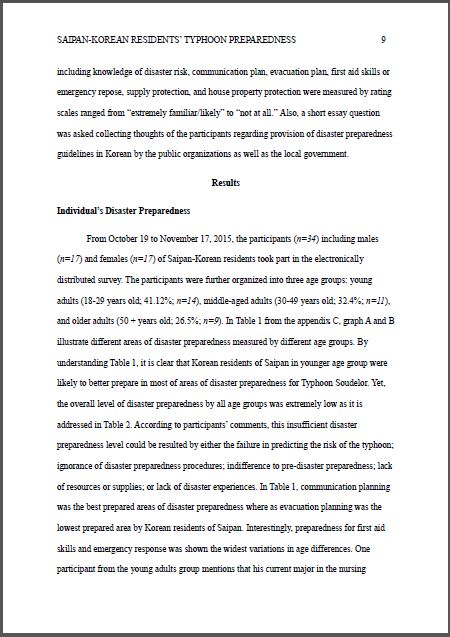 SAIPAN-KOREAN RESIDENTS' TYPHOON PREPAREDNESS 9
including knowledge of disaster risk, communication plan, evacuation plan, first aid skills or
emergency repose, supply protection, and house property protection were measured by rating
scales ranged from "extremely familiar/likely" to "not at all." Also, a short essay question
was asked collecting thoughts of the participants regarding provision of disaster preparedness
guidelines in Korean by the public organizations as well as the local government.
Results
Individual's Disaster Preparedness
From October 19 to November 17, 2015, the participants (n=34) including males
(n=17) and females (n=17) of Saipan-Korean residents took part in the electronically
distributed survey. The participants were further organized into three age groups: young
adults (18-29 years old; 41.12%; n=14), middle-aged adults (30-49 years old; 32.4%; n=11),
and older adults (50 + years old; 26.5%; n=9). In Table 1 from the appendix C, graph A and B
illustrate different areas of disaster preparedness measured by different age groups. By
understanding Table 1, it is clear that Korean residents of Saipan in younger age group were
likely to better prepare in most of areas of disaster preparedness for Typhoon Soudelor. Yet,
the overall level of disaster preparedness by all age groups was extremely low as it is
addressed in Table 2. According to participants' comments, this insufficient disaster
preparedness level could be resulted by either the failure in predicting the risk of the typhoon;
ignorance of disaster preparedness procedures; indifference to pre-disaster preparedness; lack
of resources or supplies; or lack of disaster experiences. In Table 1, communication planning
was the best prepared areas of disaster preparedness where as evacuation planning was the
lowest prepared area by Korean residents of Saipan. Interestingly, preparedness for first aid
skills and emergency response was shown the widest variations in age differences. One
participant from the young adults group mentions that his current major in the nursing